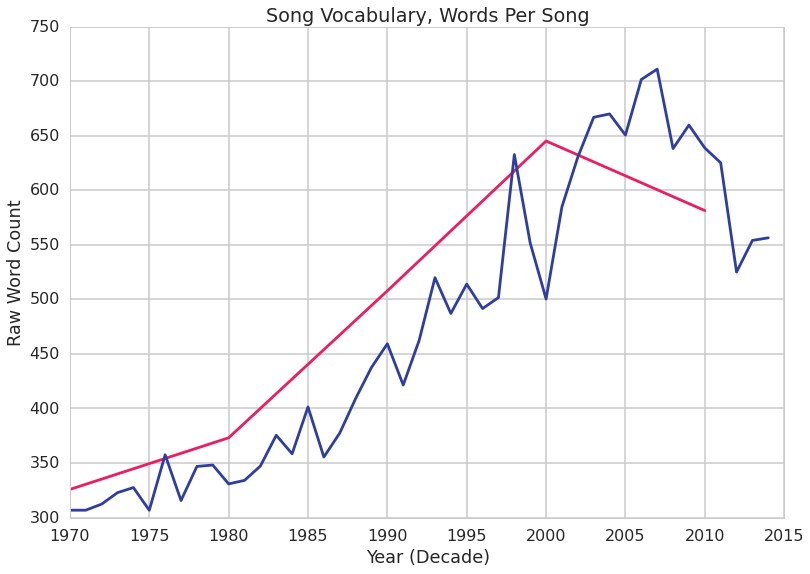 Song Vocabulary, Words Per Song
750
700
650
600
550
500
450
400
350
300
Raw Word Count
1970 1975 1980 1985 1990 1995 2000 2005 2010 2015
Year (Decade)